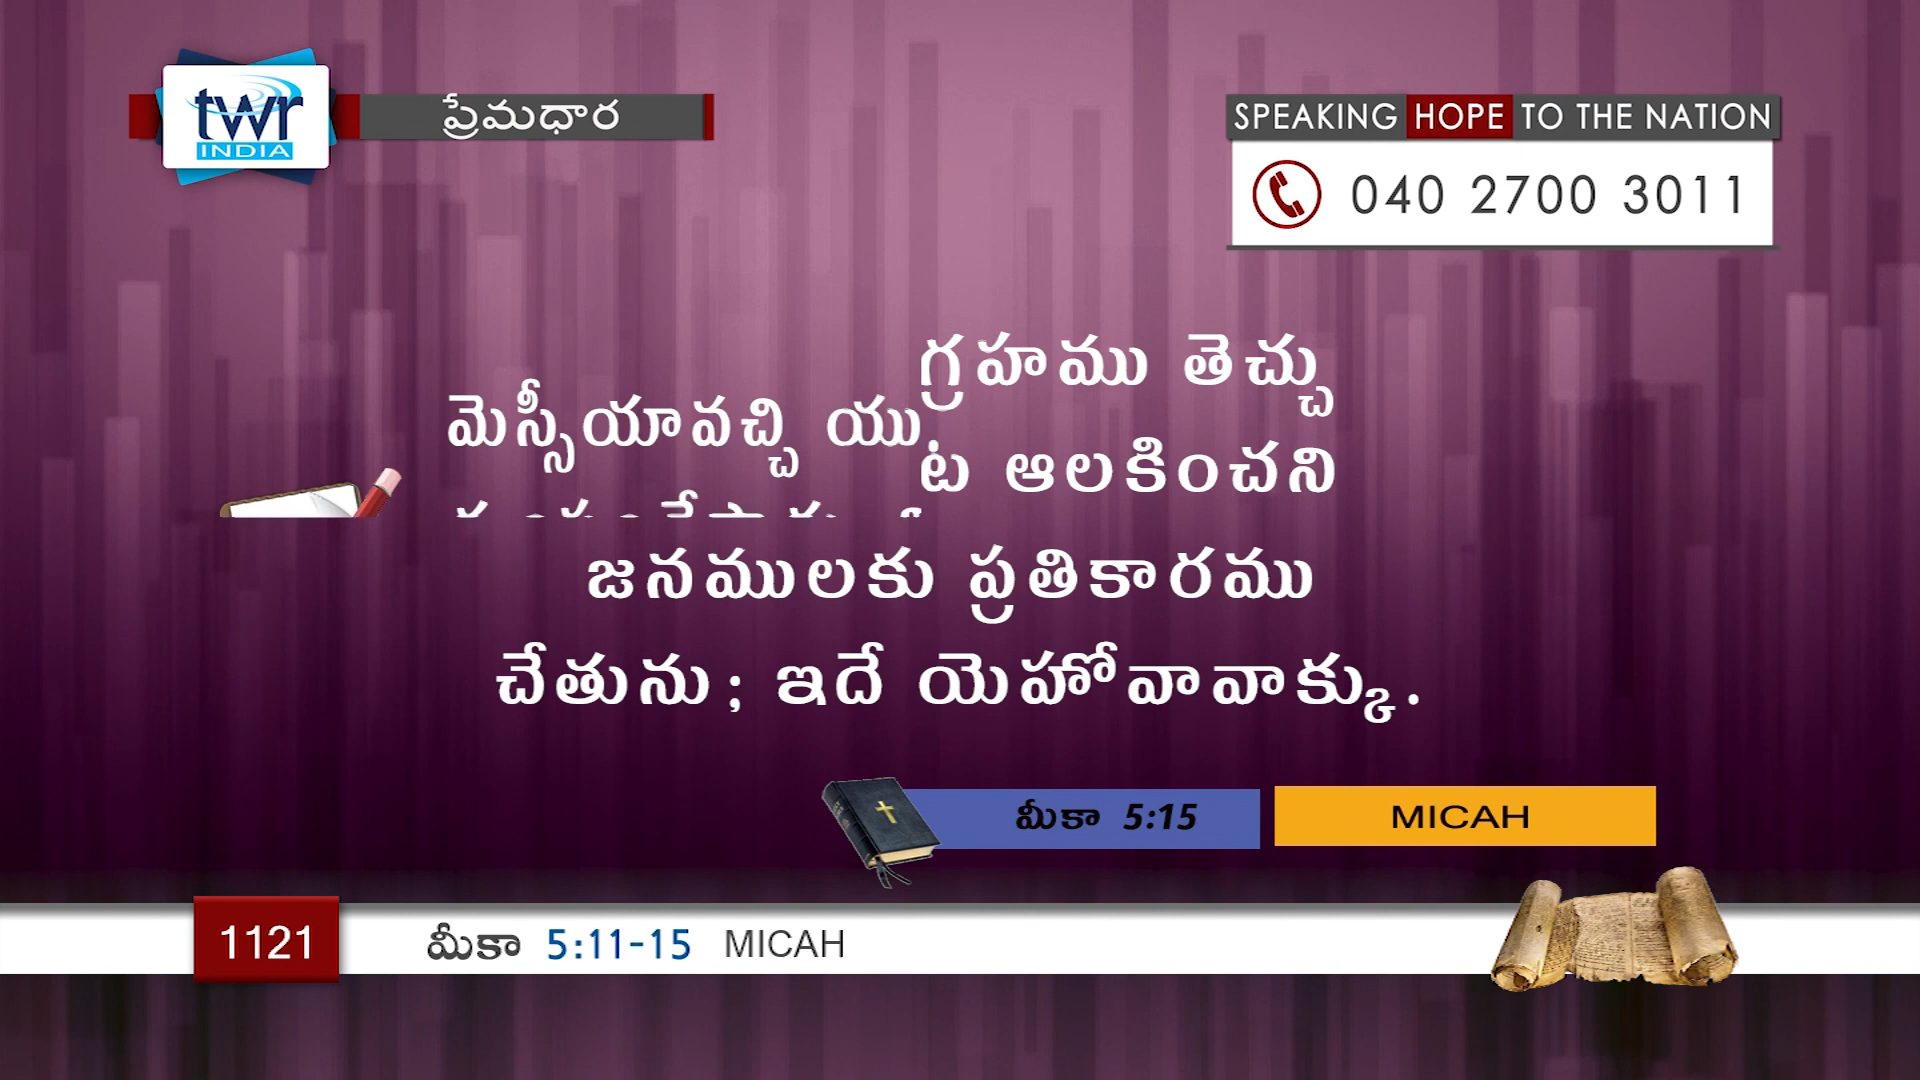 twr
INDIA
ప్రేమధార
SPEAKING HOPE TO THE NATION
040 2700 3011
గ్రహము తెచ్చు
మెస్సీయావచ్చి యు
ట ఆలకించని
జనములకు ప్రతికారము
చేతును; ఇదే యెహోవావాక్కు.
మీకా 5:15
MICAH
1121
మీకా 5:11-15 MICAH